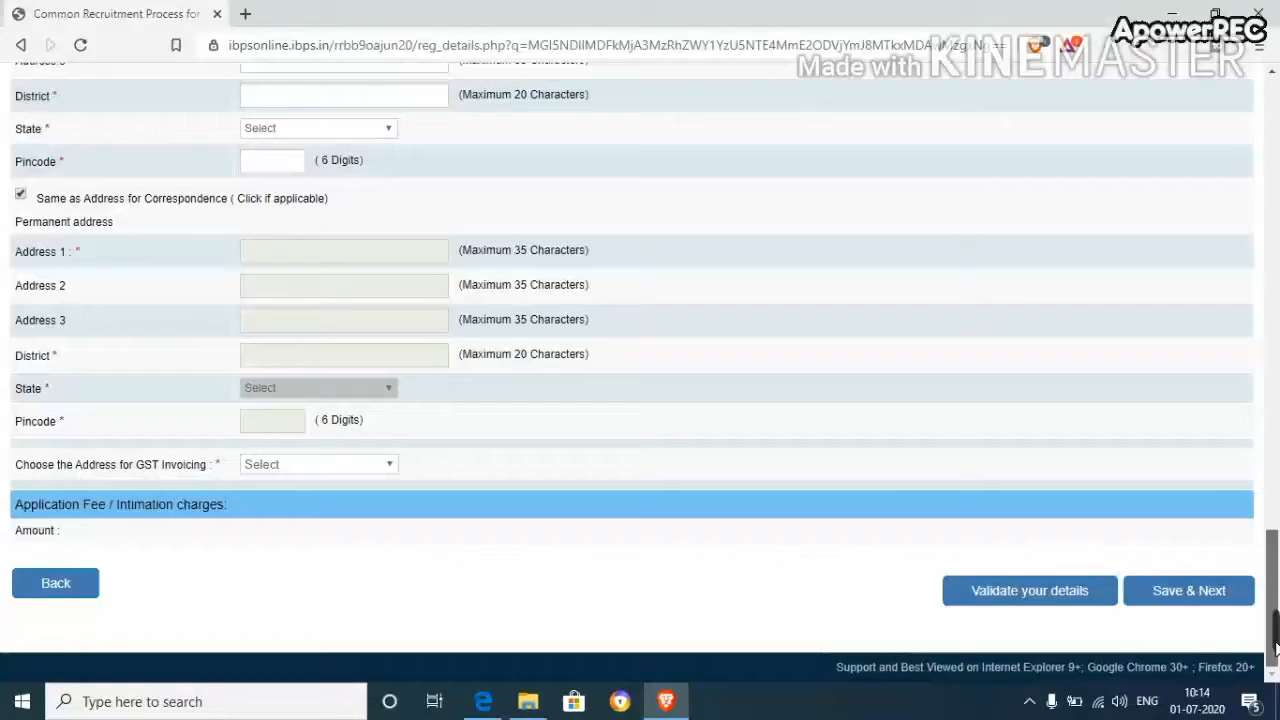 Common Recruitment Process for
ApowerREC
ibpsonline.ibps.in/rrbb9oajun20/reg_details.php?
Made with KINEMASTER
District * (Maximum 20 Characters)
State * Select
Pincode * ( 6 Digits)
Same as Address for Correspondence ( Click if applicable)
Permanent address
Address 1 : * (Maximum 35 Characters)
Address 2 (Maximum 35 Characters)
Address 3 (Maximum 35 Characters)
District * (Maximum 20 Characters)
State * Select
Pincode * ( 6 Digits)
Choose the Address for GST Invoicing : * Select
Application Fee / Intimation charges:
Amount :
Back
Validate your details Save & Next
Support and Best Viewed on Internet Explorer 9+; Google Chrome 30+ ; Firefox 20+
Type here to search
ENG
10:14
01-07-2020
5